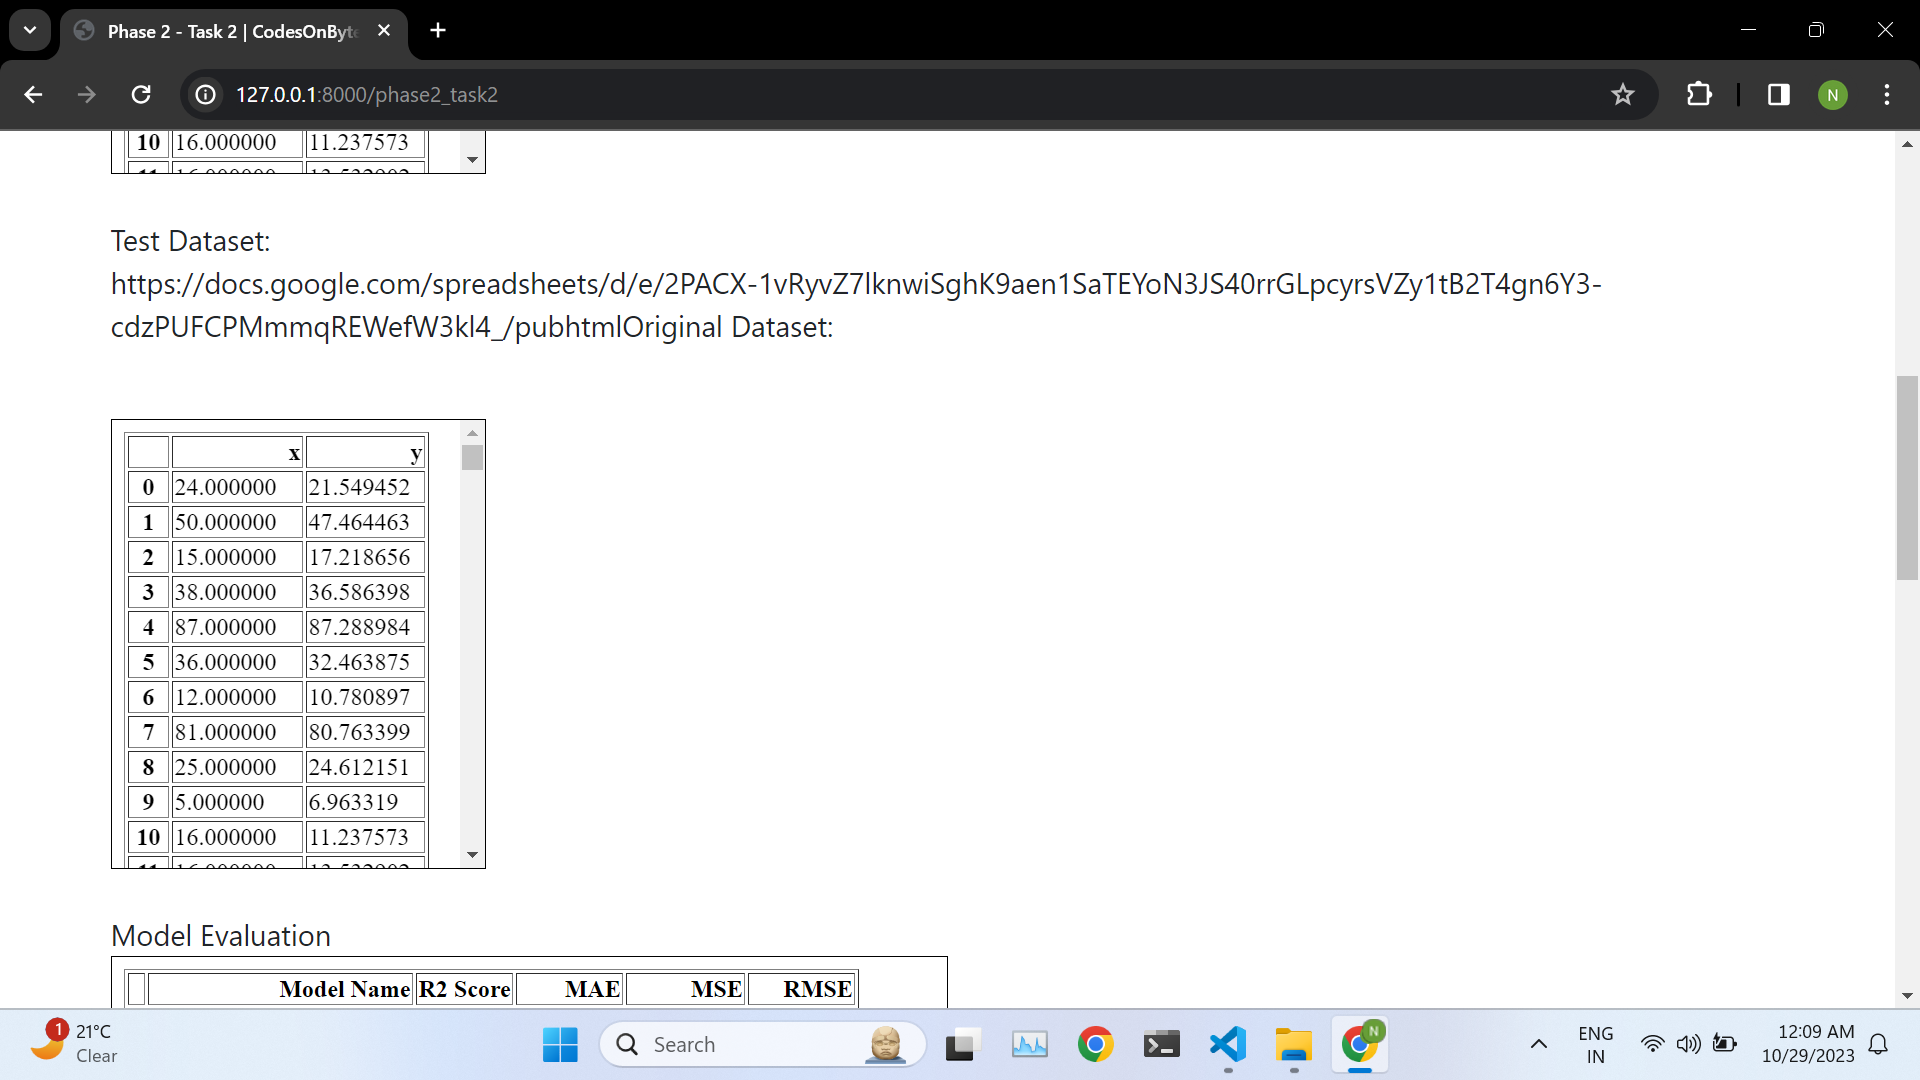 Phase 2 - Task 2 | CodesOnByt
127.0.0.1:8000/phase2_task2
N
10 16.000000 11.237573
Test Dataset:
https://docs.google.com/spreadsheets/d/e/2PACX-1vRyvZ7lknwiSghK9aen1SaTEYoN3JS40rrGLpcyrsVZy1tB2T4gn6Y3-
cdzPUFCPMmmqREWefW3kl4_/pubhtmlOriginal Dataset:
x y
0 24.000000 21.549452
1 50.000000 47.464463
2 15.000000 17.218656
3 38.000000 36.586398
4 87.000000 87.288984
5 36.000000 32.463875
6 12.000000 10.780897
7 81.000000 80.763399
8 25.000000 24.612151
9 5.000000 6.963319
10 16.000000 11.237573
Model Evaluation
Model Name R2 Score MAE MSE RMSE
1
21°C
Clear
Search
N
ENG
IN
12:09 AM
10/29/2023